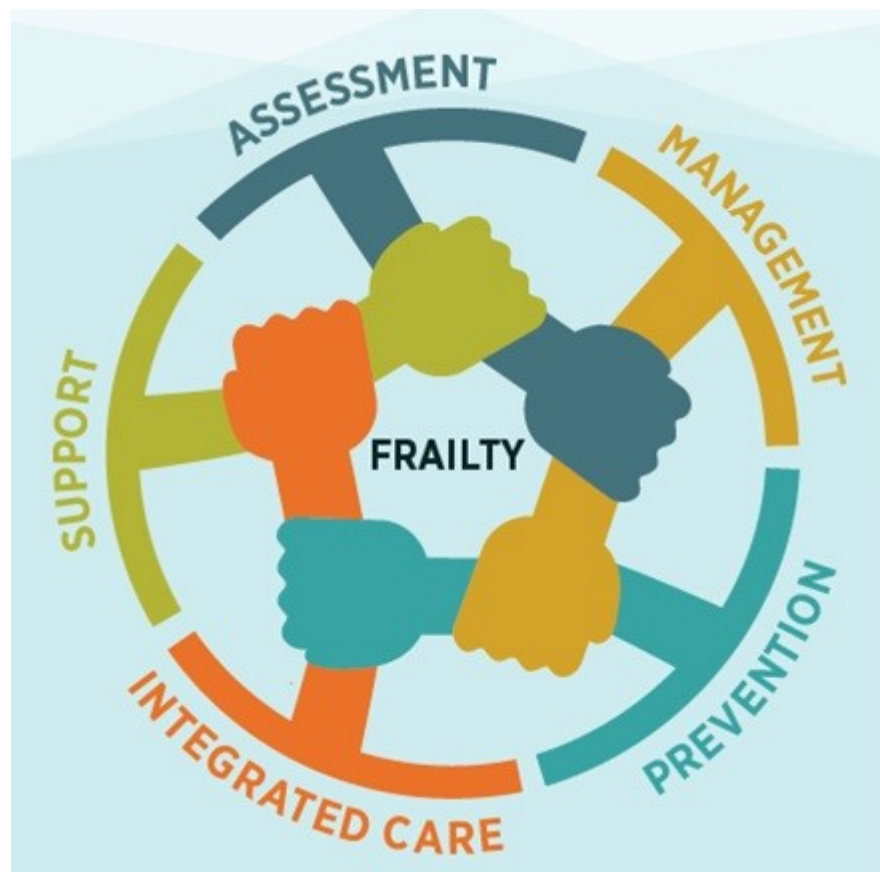 ASSESSMENT
MANAGEMENT
PREVENTION
INTEGRATED CARE
SUPPORT
FRAILTY